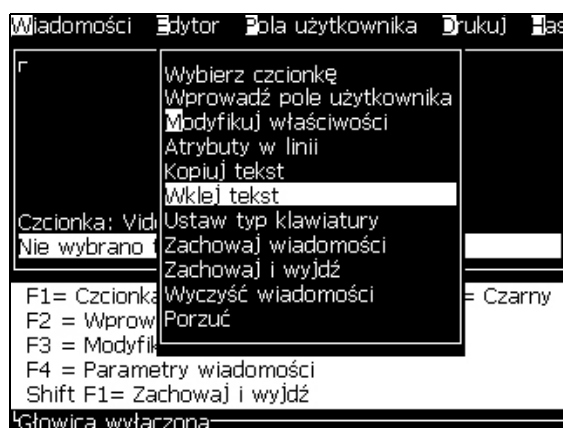 Wiadomości Edytor Pola użytkownika Drukuj Has
Wybierz czcionkę
Wprowadź pole użytkownika
Modyfikuj właściwości
Atrybuty w linii
Kopiuj tekst
Wklej tekst
Czcionka: Vid Ustaw typ klawiatury
Nie wybrano Zachowaj wiadomości
Zachowaj i wyjdź
F1= Czcionka Wyczyść wiadomości = Czarny
F2 = Wprow Porzuć
F3 = Modyfik
F4 = Parametry wiadomości
Shift F1= Zachowaj i wyjdź
Głowica wyłączona